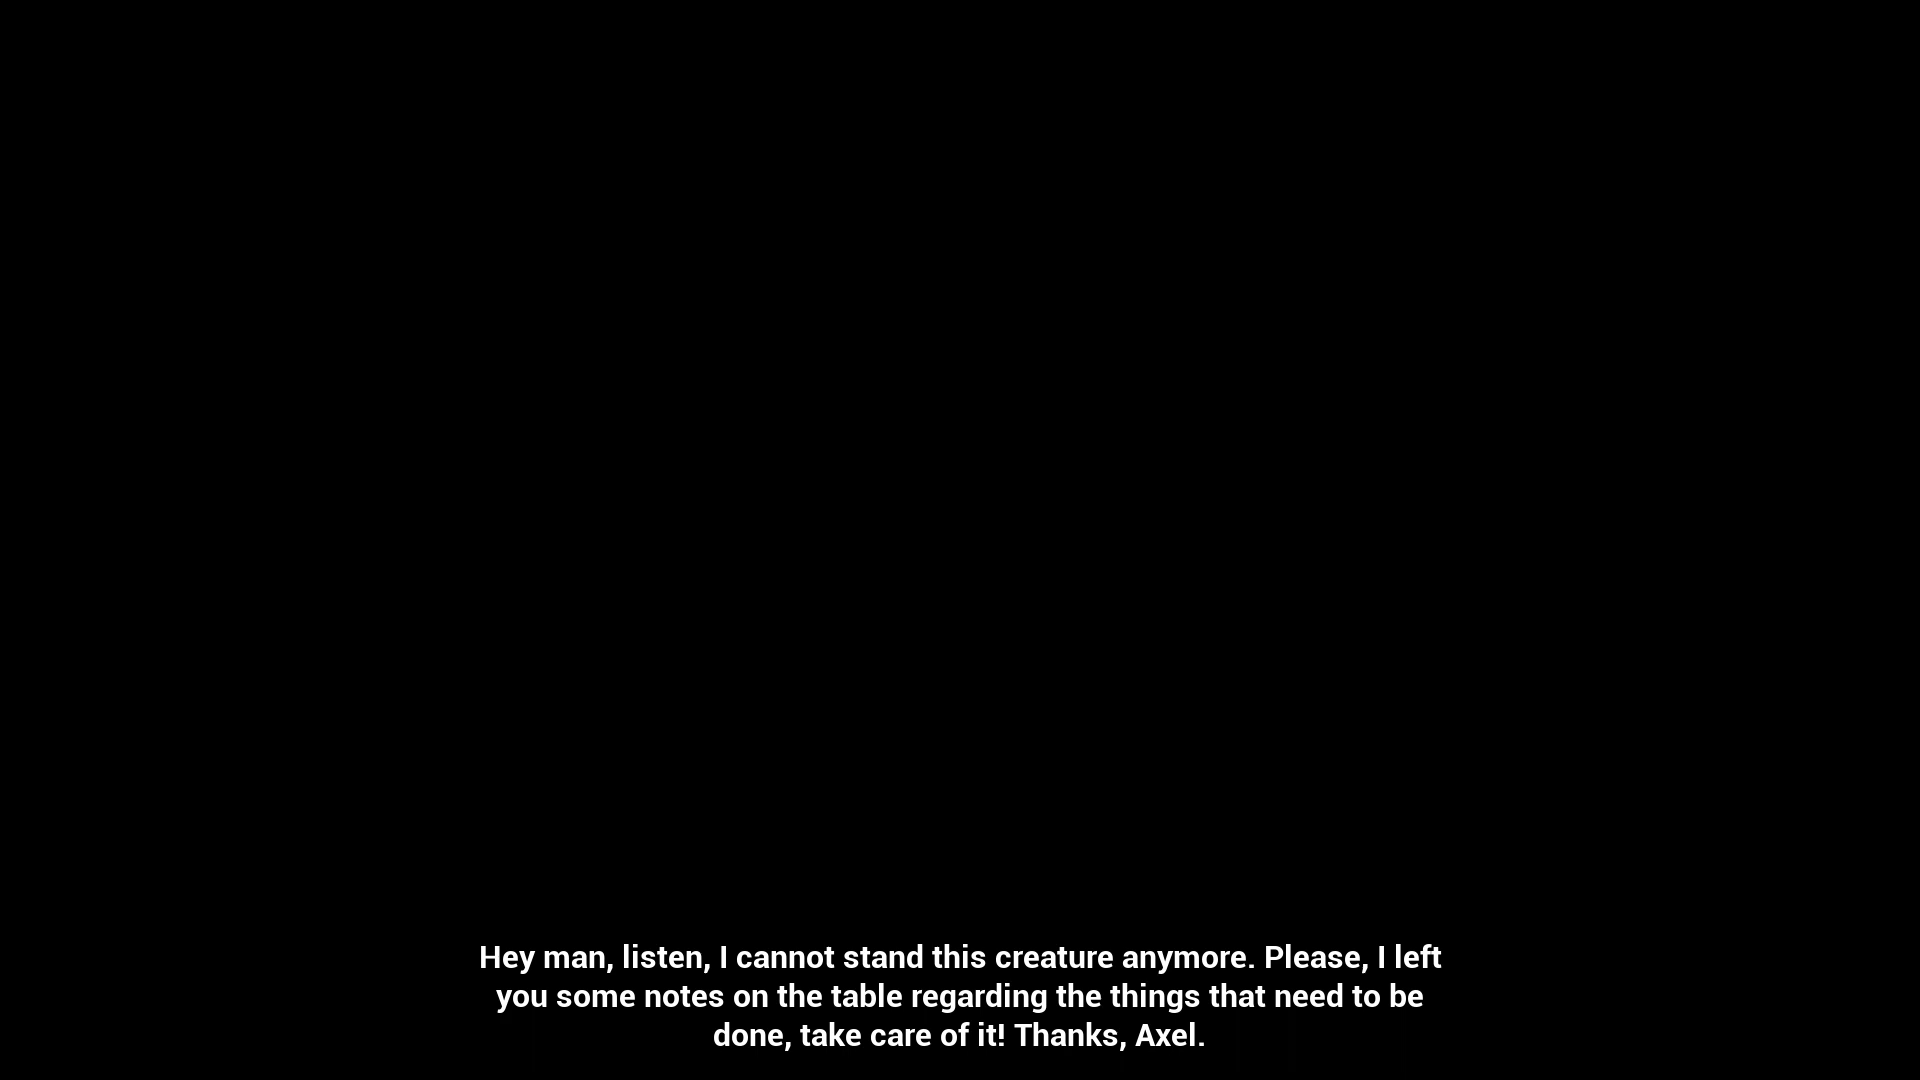 Hey man, listen, I cannot stand this creature anymore. Please, I left
you some notes on the table regarding the things that need to be
done, take care of it! Thanks, Axel.